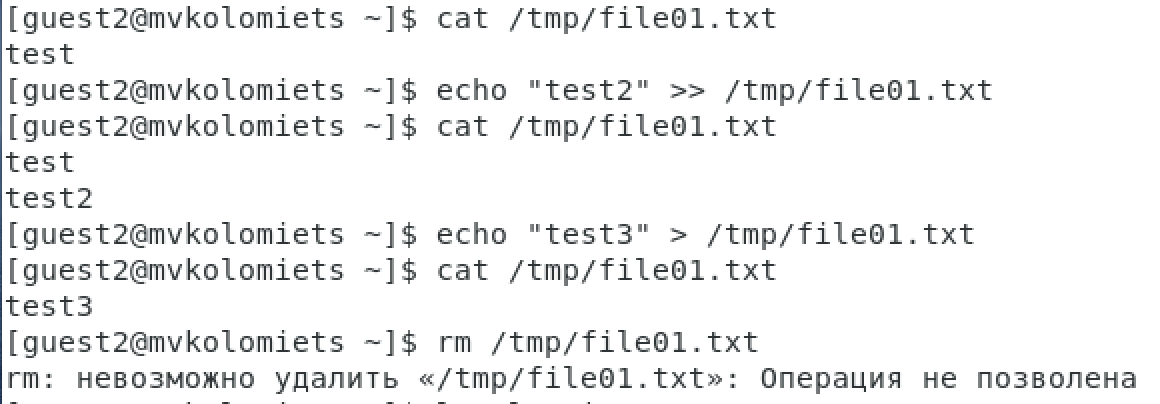 [guest2@mvkolomiets ~]$ cat /tmp/file01.txt
test
[guest2@mvkolomiets ~]$ echo "test2" >> /tmp/file01.txt
[guest2@mvkolomiets ~]$ cat /tmp/file01.txt
test
test2
[guest2@mvkolomiets ~]$ echo "test3" > /tmp/file01.txt
[guest2@mvkolomiets ~]$ cat /tmp/file01.txt
test3
[guest2@mvkolomiets ~]$ rm /tmp/file01.txt
rm: невозможно удалить «/tmp/file01.txt»: Операция не позволена